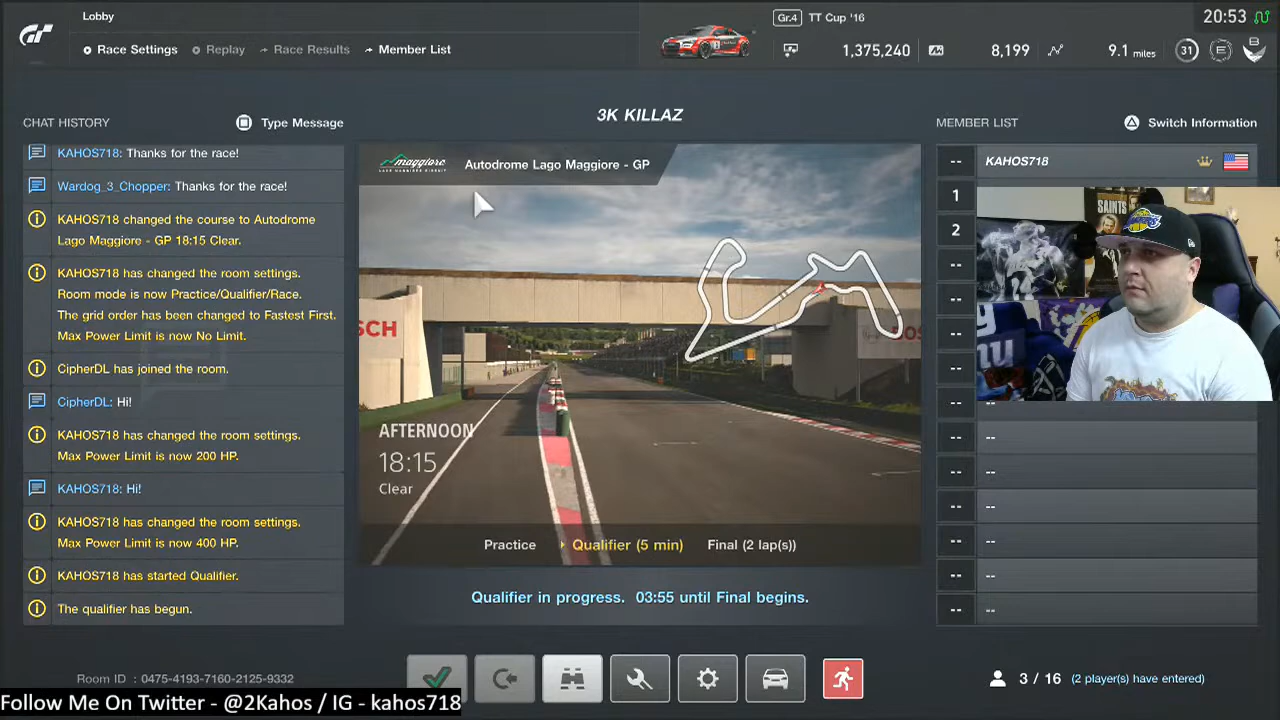 Lobby
Race Settings
Replay
Race Results
Member List
Gr.4
TT Cup '16
20:53
1,375,240
8,199
9.1 miles
31
E
B
CHAT HISTORY
Type Message
3K KILLAZ
MEMBER LIST
Switch Information
KAHOS718: Thanks for the race!
Wardog_3_Chopper: Thanks for the race!
KAHOS718 changed the course to Autodrome
Lago Maggiore - GP 18:15 Clear.
KAHOS718 has changed the room settings.
Room mode is now Practice/Qualifier/Race.
The grid order has been changed to Fastest First.
Max Power Limit is now No Limit.
CipherDL has joined the room.
CipherDL: Hi!
KAHOS718 has changed the room settings.
Max Power Limit is now 200 HP.
KAHOS718: Hi!
KAHOS718 has changed the room settings.
Max Power Limit is now 400 HP.
KAHOS718 has started Qualifier.
The qualifier has begun.
maggiore
LAGO MAGGIORE CIRCUIT
Autodrome Lago Maggiore - GP
SCH
AFTERNOON
18:15
Clear
Practice
Qualifier (5 min)
Final (2 lap(s))
Qualifier in progress. 03:55 until Final begins.
-- KAHOS718
1
2
--
--
--
--
--
-- --
-- --
-- --
-- --
-- --
-- --
SAINTS
LAKERS
Room ID : 0475-4193-7160-2125-9332
3 / 16 (2 player(s) have entered)
Follow Me On Twitter - @2Kahos / IG - kahos718